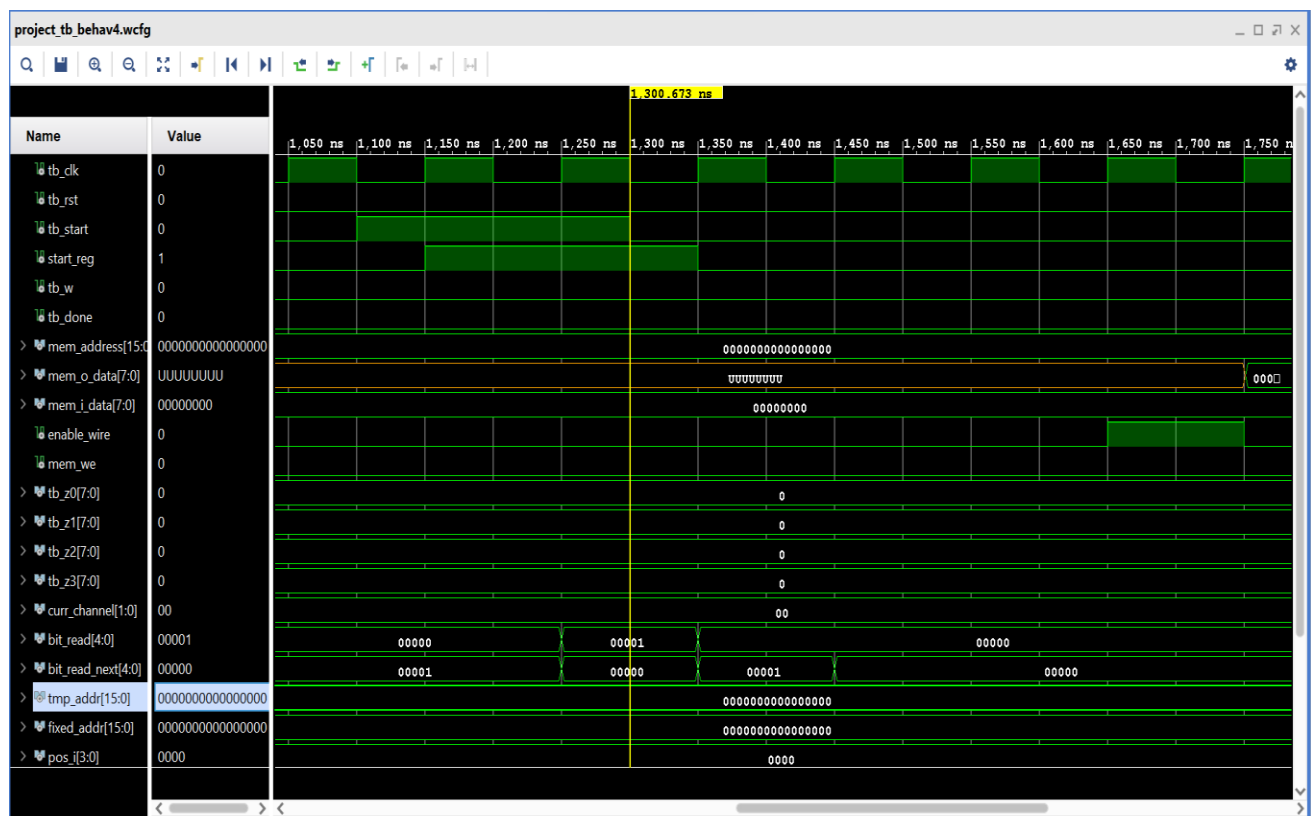 project_tb_behav4.wcfg
1,300.673 ns
Name Value
1,050 ns 1,100 ns 1,150 ns 1,200 ns 1,250 ns 1,300 ns 1,350 ns 1,400 ns 1,450 ns 1,500 ns 1,550 ns 1,600 ns 1,650 ns 1,700 ns 1,750 n
tb_clk 0
tb_rst 0
tb_start 0
start_reg 1
tb_w 0
tb_done 0
mem_address[15:0 0000000000000000 0000000000000000
mem_o_data[7:0] UUUUUUUU UUUUUUUU 000
mem_i_data[7:0] 00000000 00000000
enable_wire 0
mem_we 0
tb_z0[7:0] 0 0
tb_z1[7:0] 0 0
tb_z2[7:0] 0 0
tb_z3[7:0] 0 0
curr_channel[1:0] 00 00
bit_read[4:0] 00001 00000 00001 00000
bit_read_next[4:0] 00000 00001 00000 00001 00000
tmp_addr[15:0] 0000000000000000 0000000000000000
fixed_addr[15:0] 0000000000000000 0000000000000000
pos_i[3:0] 0000 0000